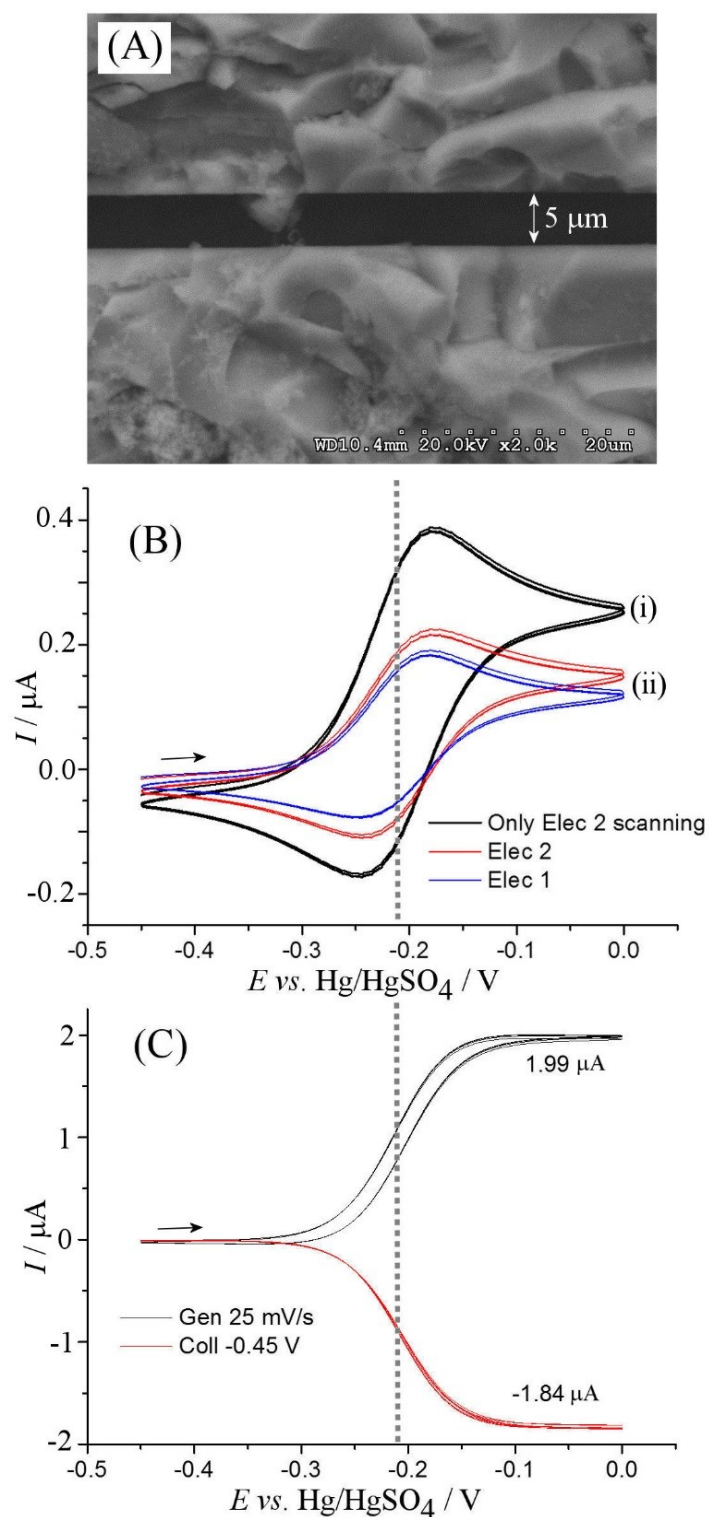 (A)
5 μm
WD10.4mm 20.0kV x2.0k 20um
(B)
0.4
0.2
0.0
-0.2
I / μA
(i)
(ii)
Only Elec 2 scanning
Elec 2
Elec 1
-0.5 -0.4 -0.3 -0.2 -0.1 0.0
E vs. Hg/HgSO4 / V
(C)
2
1
0
-1
-2
I / μA
1.99 μA
Gen 25 mV/s
Coll -0.45 V
-1.84 μA
-0.5 -0.4 -0.3 -0.2 -0.1 0.0
E vs. Hg/HgSO4 / V